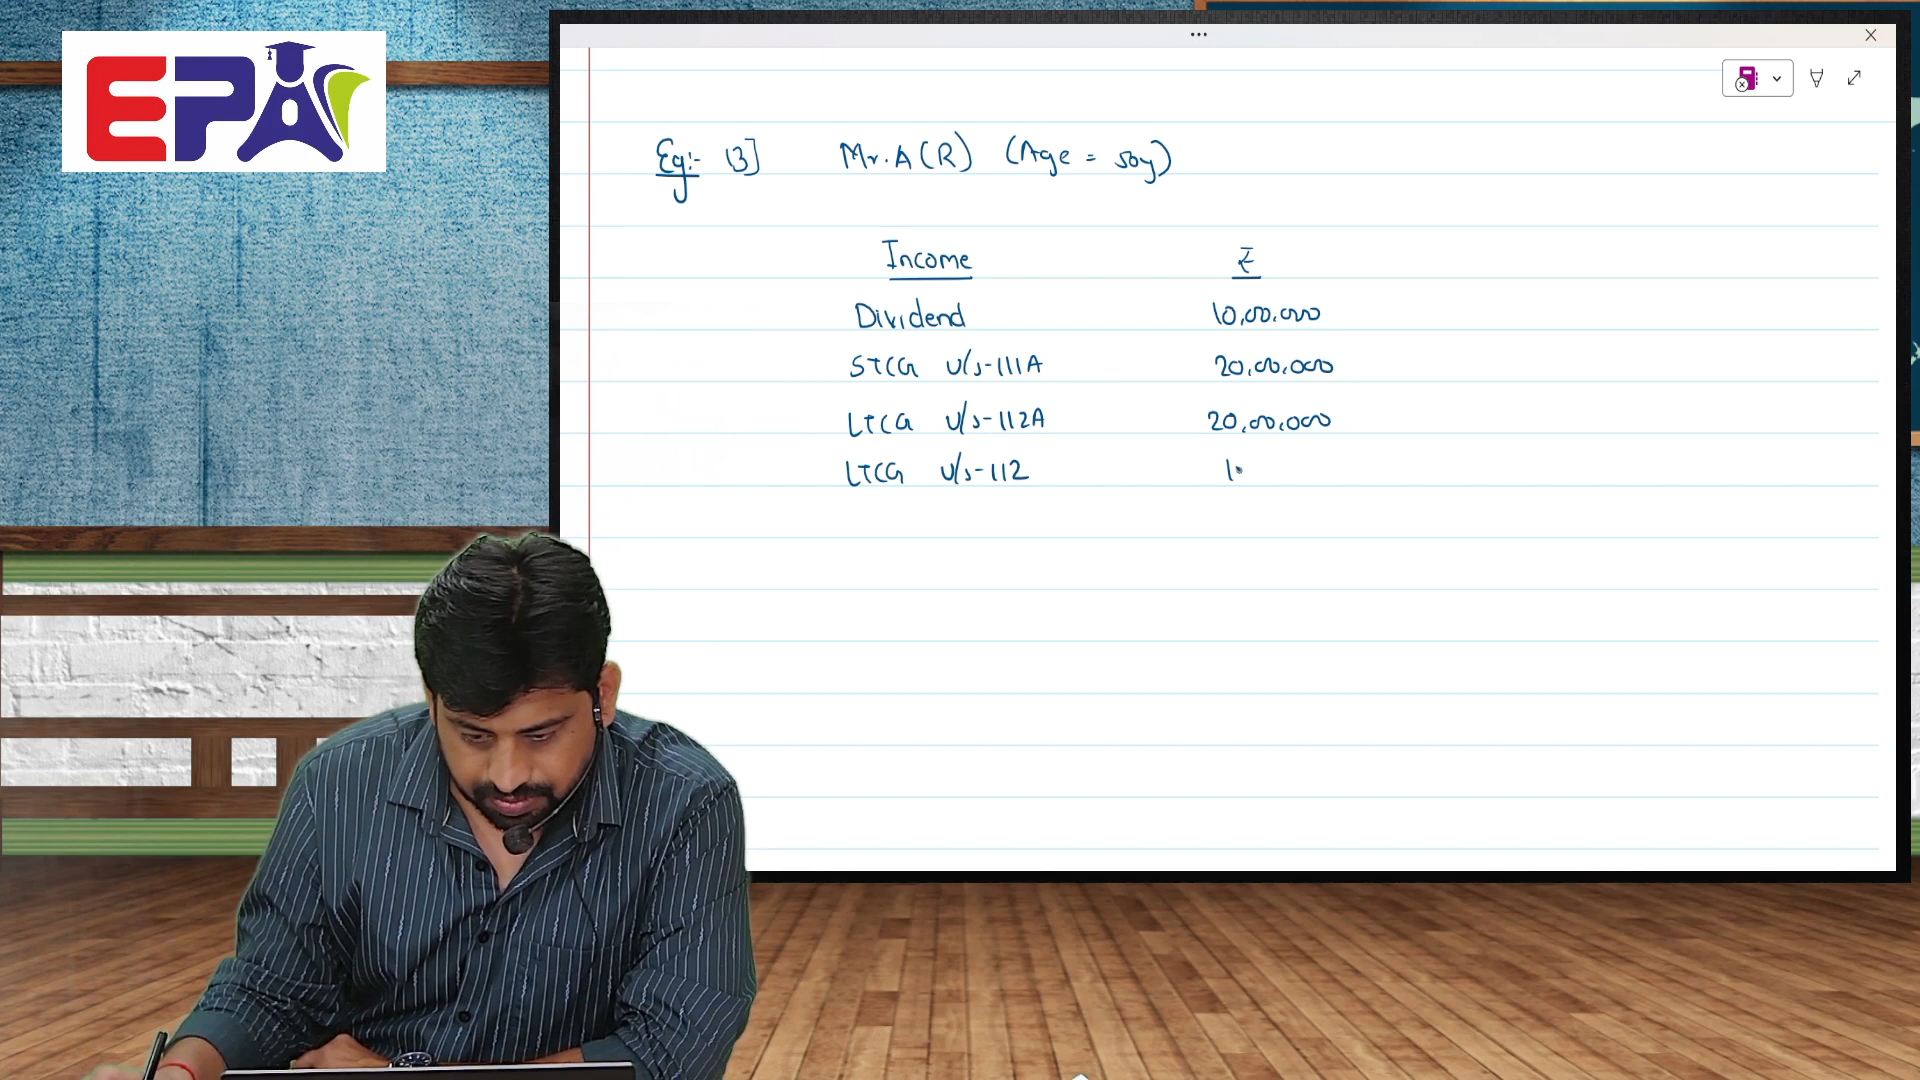 EPA
Eg:- 13] Mr. A (R) (Age = 50y)
Income ₹
Dividend 10,00,000
STCG u/s-111A 20,00,000
LTCG u/s-112A 20,00,000
LTCG u/s-112 1